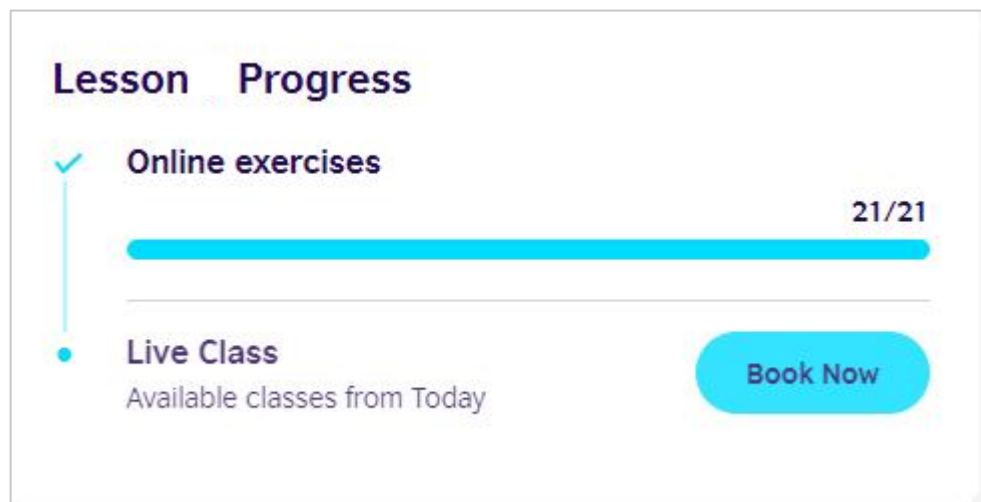 Lesson Progress
Online exercises
21/21
Live Class
Available classes from Today
Book Now